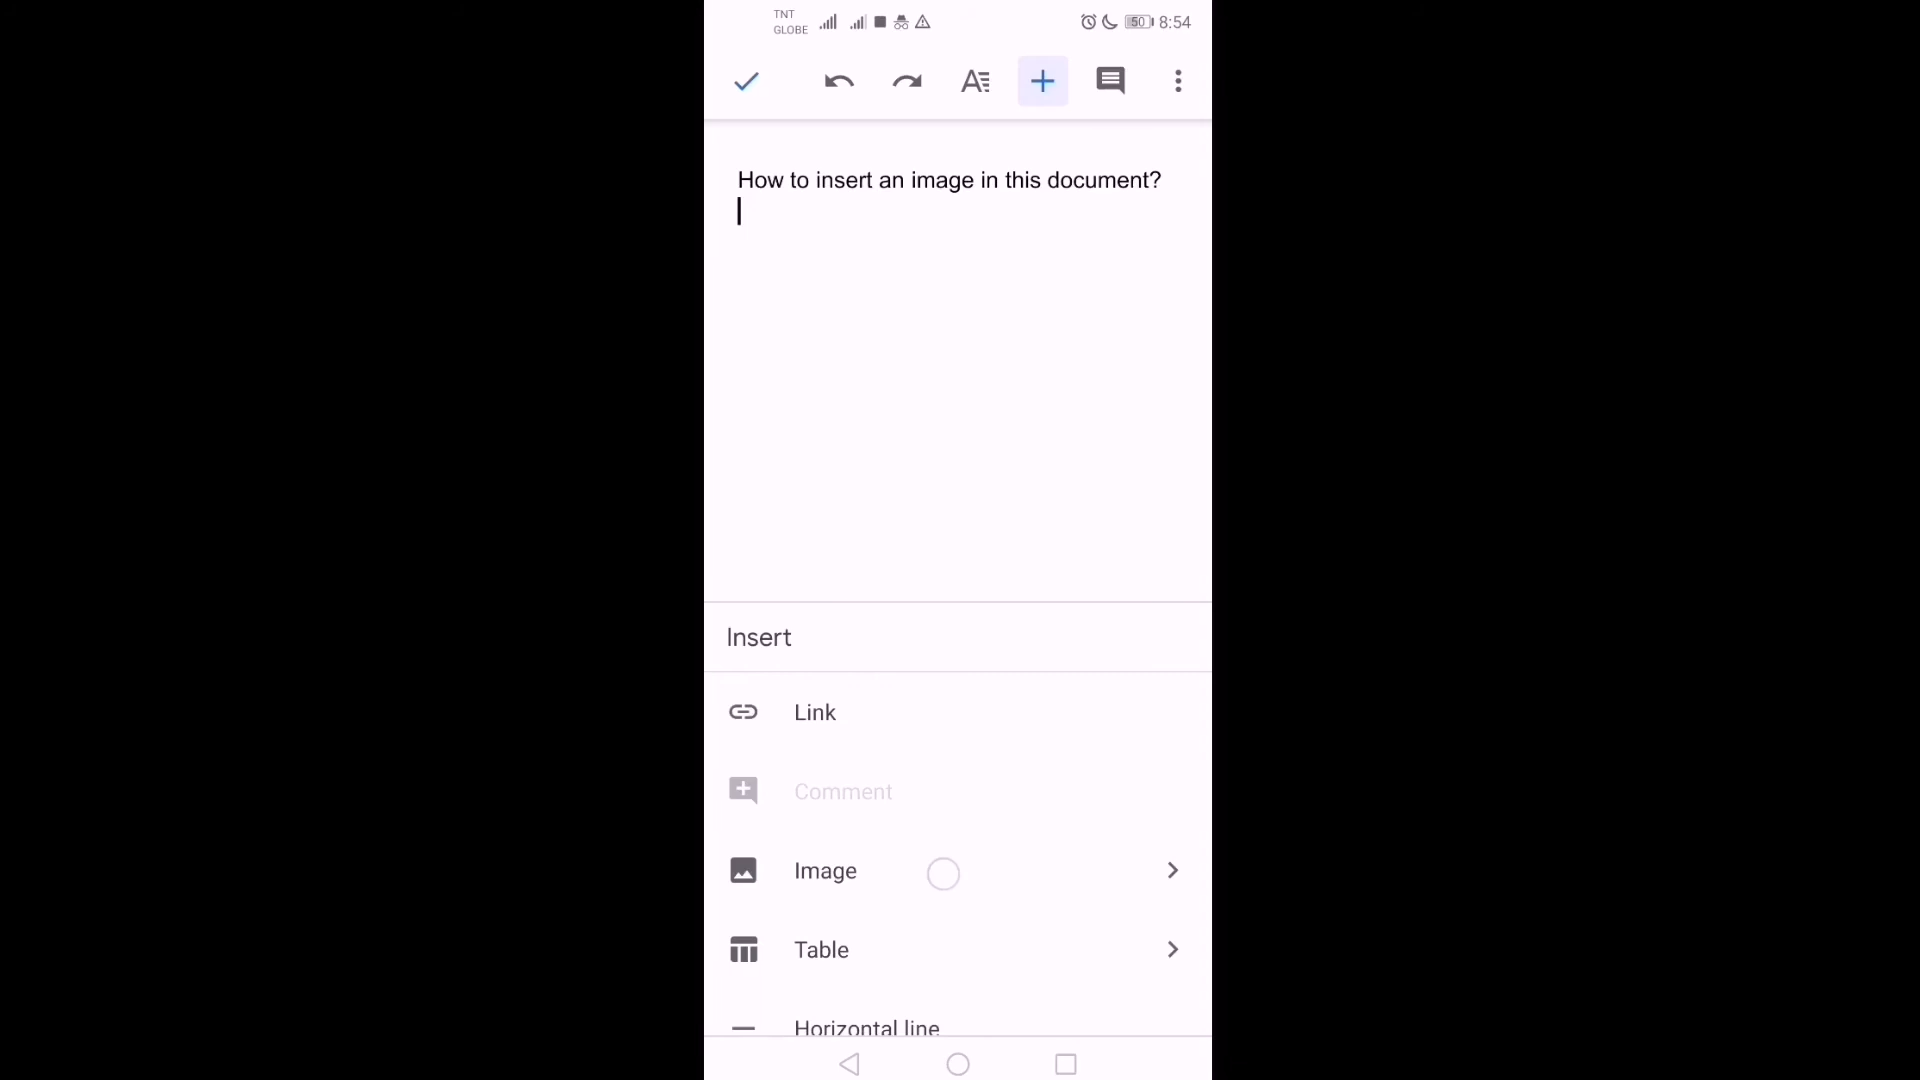 TNT
GLOBE
50 8:54
How to insert an image in this document?
Insert
Link
Comment
Image
Table
Horizontal line